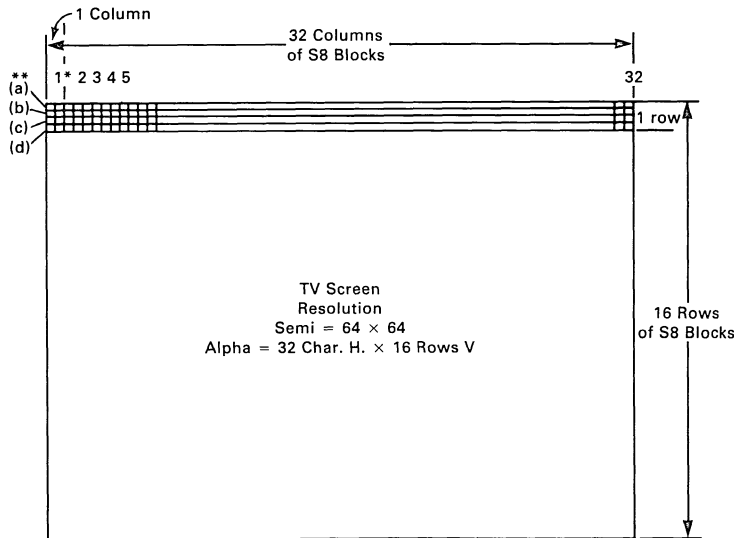 1 Column
32 Columns
of S8 Blocks
** 1* 2 3 4 5 32
(a)
(b)
(c)
(d)
1 row
TV Screen
Resolution
Semi = 64 × 64
Alpha = 32 Char. H. × 16 Rows V
16 Rows
of S8 Blocks